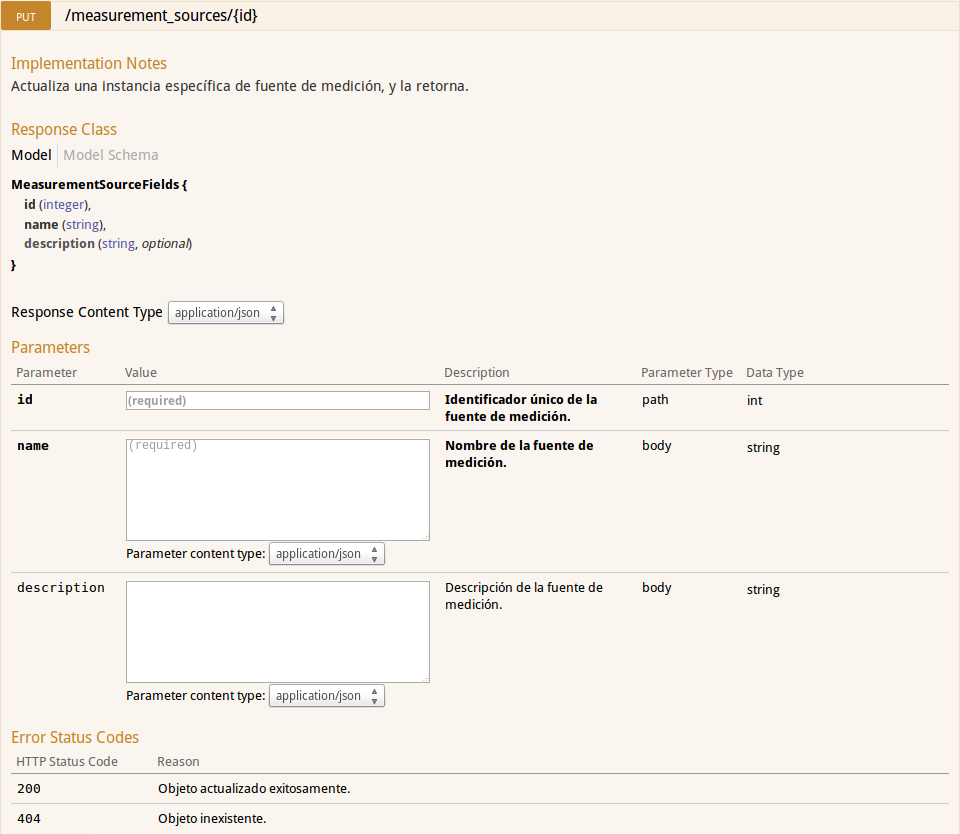 PUT /measurement_sources/{id}
Implementation Notes
Actualiza una instancia específica de fuente de medición, y la retorna.
Response Class
Model Model Schema
MeasurementSourceFields {
id (integer),
name (string),
description (string, optional)
}
Response Content Type application/json
Parameters
Parameter Value Description Parameter Type Data Type
id (required) Identificador único de la path int
fuente de medición.
name (required) Nombre de la fuente de body string
medición.
Parameter content type: application/json
description Descripción de la fuente de body string
medición.
Parameter content type: application/json
Error Status Codes
HTTP Status Code Reason
200 Objeto actualizado exitosamente.
404 Objeto inexistente.